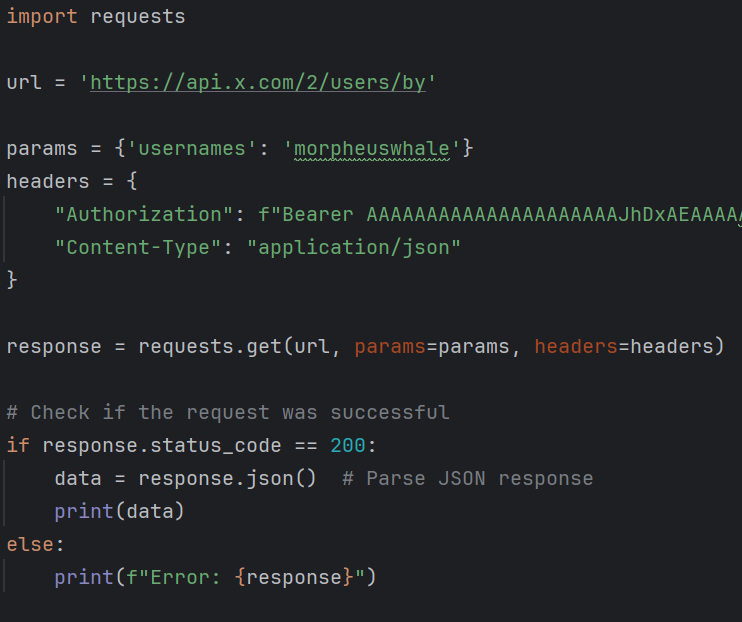 import requests
url = 'https://api.x.com/2/users/by'
params = {'usernames': 'morpheuswhale'}
headers = {
"Authorization": f"Bearer AAAAAAAAAAAAAAAAAAAAAJhDxAEAAAA
"Content-Type": "application/json"
}
response = requests.get(url, params=params, headers=headers)
# Check if the request was successful
if response.status_code == 200:
data = response.json()  # Parse JSON response
print(data)
else:
print(f"Error: {response}")